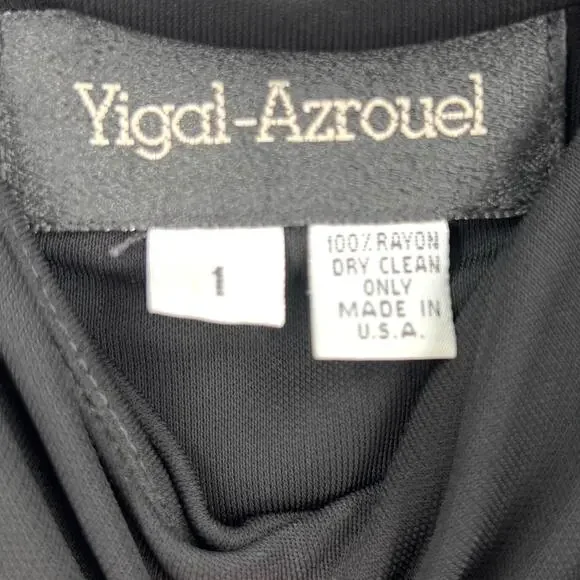 Yigal-Azrouel
1
100% RAYON
DRY CLEAN
ONLY
MADE IN
U.S.A.